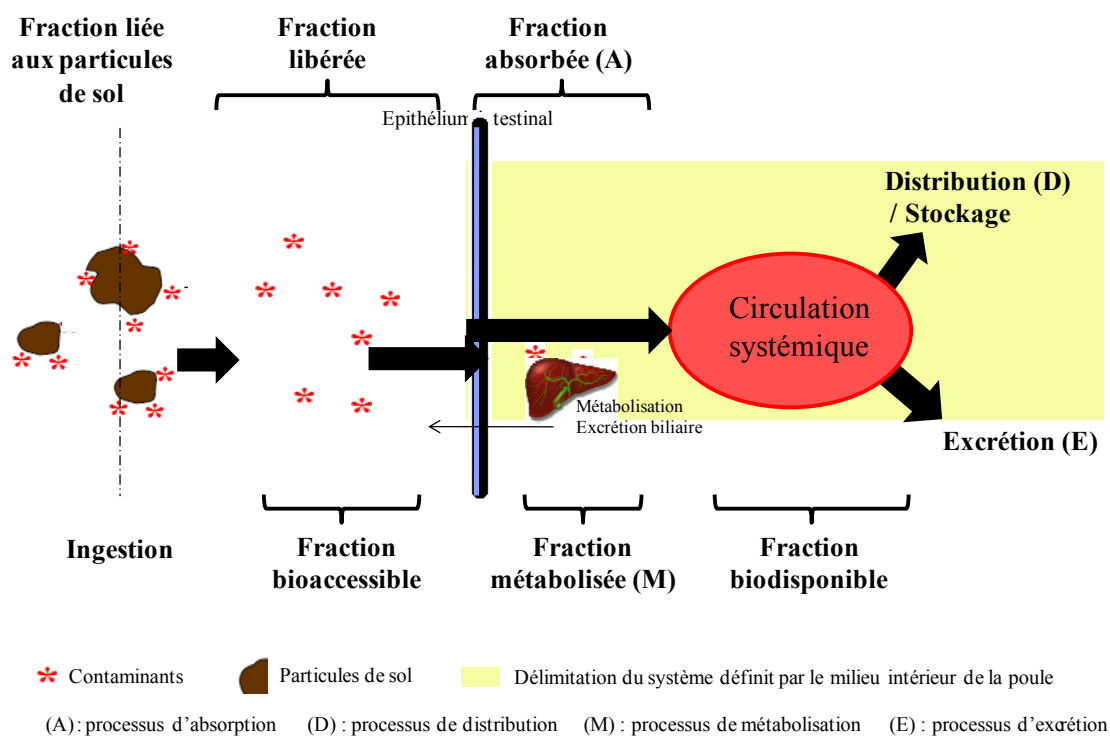 Fraction liée
aux particules
de sol
Fraction
libérée
Fraction
absorbée (A)
Epithélium testinal
Distribution (D)
/ Stockage
Circulation
systémique
Métabolisation
Excrétion biliaire
Excrétion (E)
Ingestion
Fraction
bioaccessible
Fraction
métabolisée (M)
Fraction
biodisponible
Contaminants
Particules de sol
Délimitation du système définit par le milieu intérieur de la poule
(A) : processus d'absorption (D) : processus de distribution (M) : processus de métabolisation (E) : processus d'excrétion